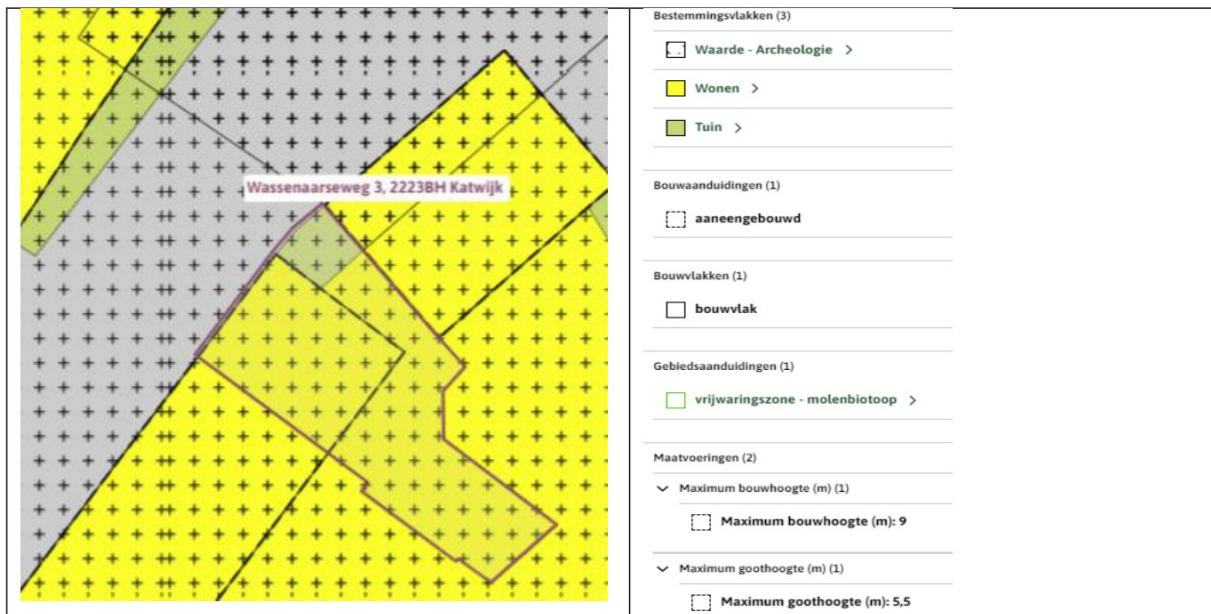 Wassenaarseweg 3, 2223BH Katwijk
Bestemmingsvlakken (3)
Waarde - Archeologie >
Wonen >
Tuin >
Bouwaanduidingen (1)
aaneengebouwd
Bouwvlakken (1)
bouwvlak
Gebiedsaanduidingen (1)
vrijwaringszone - molenbiotoop >
Maatvoeringen (2)
Maximum bouwhoogte (m) (1)
Maximum bouwhoogte (m): 9
Maximum goothoogte (m) (1)
Maximum goothoogte (m): 5,5